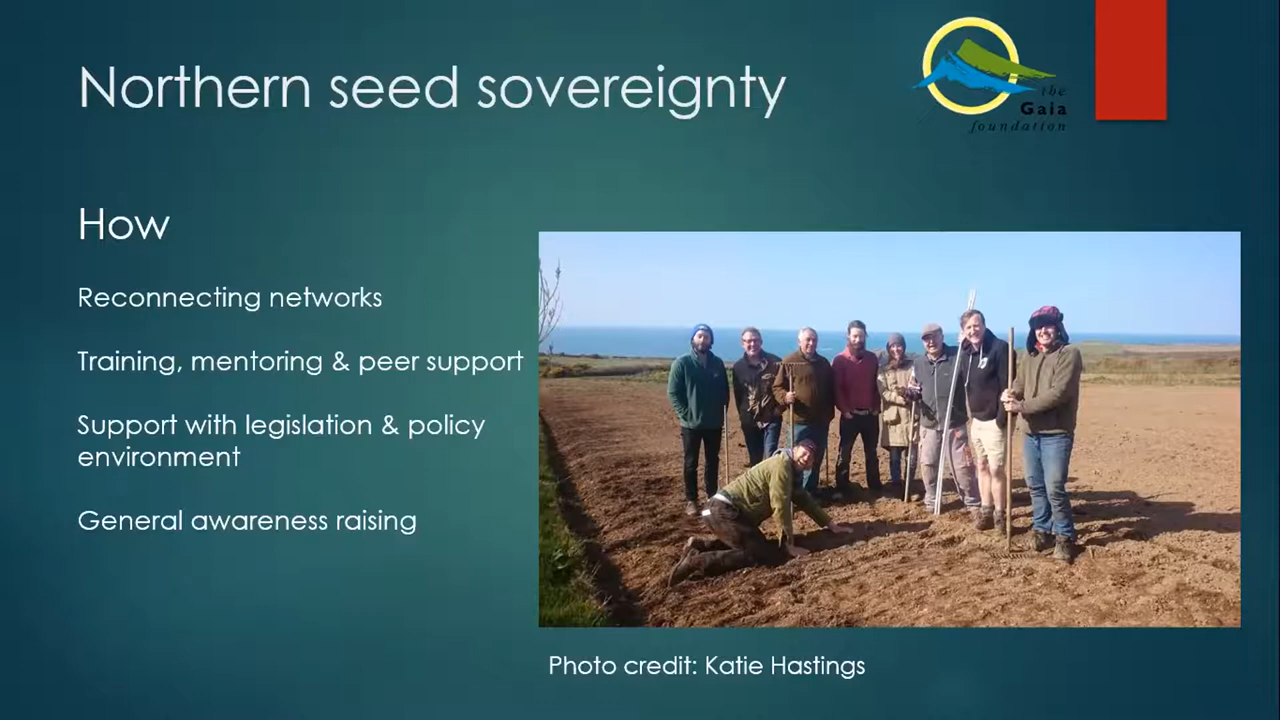 Northern seed sovereignty
the
Gaia
foundation
How
Reconnecting networks
Training, mentoring & peer support
Support with legislation & policy
environment
General awareness raising
Photo credit: Katie Hastings